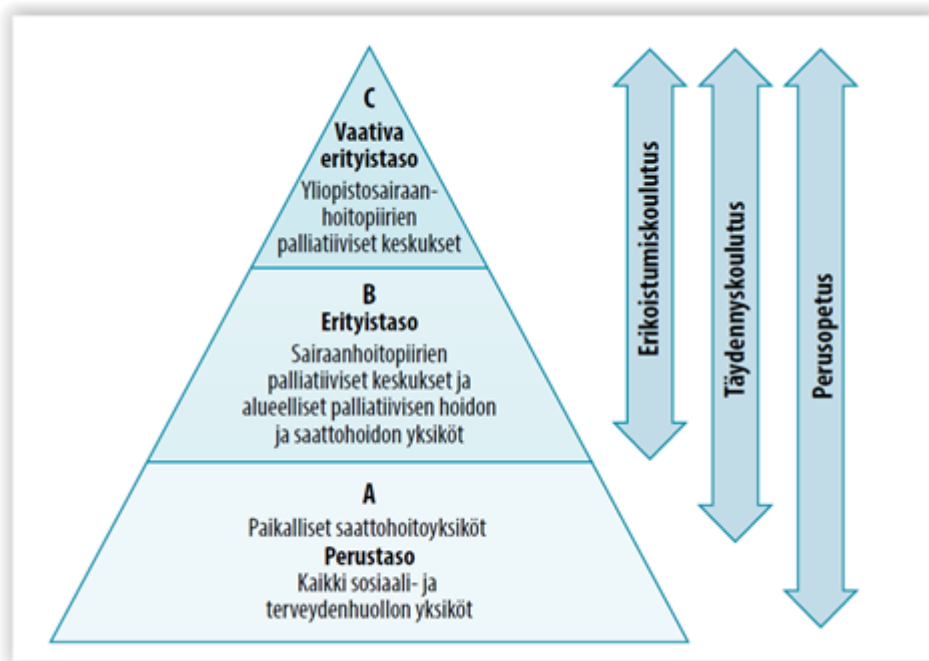 C
Vaativa
erityistaso
Yliopistosairaan-
hoitopiirien
palliatiiviset keskukset
B
Erityistaso
Sairaanhoitopiirien
palliatiiviset keskukset ja
alueelliset palliatiivisen hoidon
ja saattohoidon yksiköt
A
Paikalliset saattohoitoyksiköt
Perustaso
Kaikki sosiaali- ja
terveydenhuollon yksiköt
Erikoistumiskoulutus
Täydennyskoulutus
Perusopetus